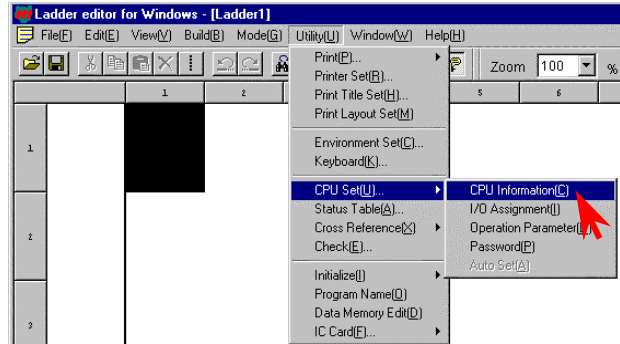 Ladder editor for Windows - [Ladder1]
File(F) Edit(E) View(V) Build(B) Mode(G) Utility(U) Window(W) Help(H)
Zoom 100 %
1 2 5 6
Print(P)...
Printer Set(R)...
Print Title Set(H)...
Print Layout Set(M)
1
Environment Set(C)...
Keyboard(K)...
CPU Set(U)... CPU Information(C)
Status Table(A)... I/O Assignment(I)
2 Cross Reference(X) Operation Parameter
Check(E)... Password(P)
Auto Set(A)
Initialize(I)
Program Name(O)
3 Data Memory Edit(D)
IC Card(F)...